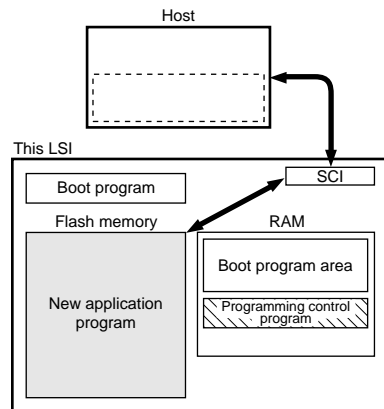 Host
This LSI
SCI
Boot program
Flash memory
RAM
Boot program area
New application
program
Programming control
program